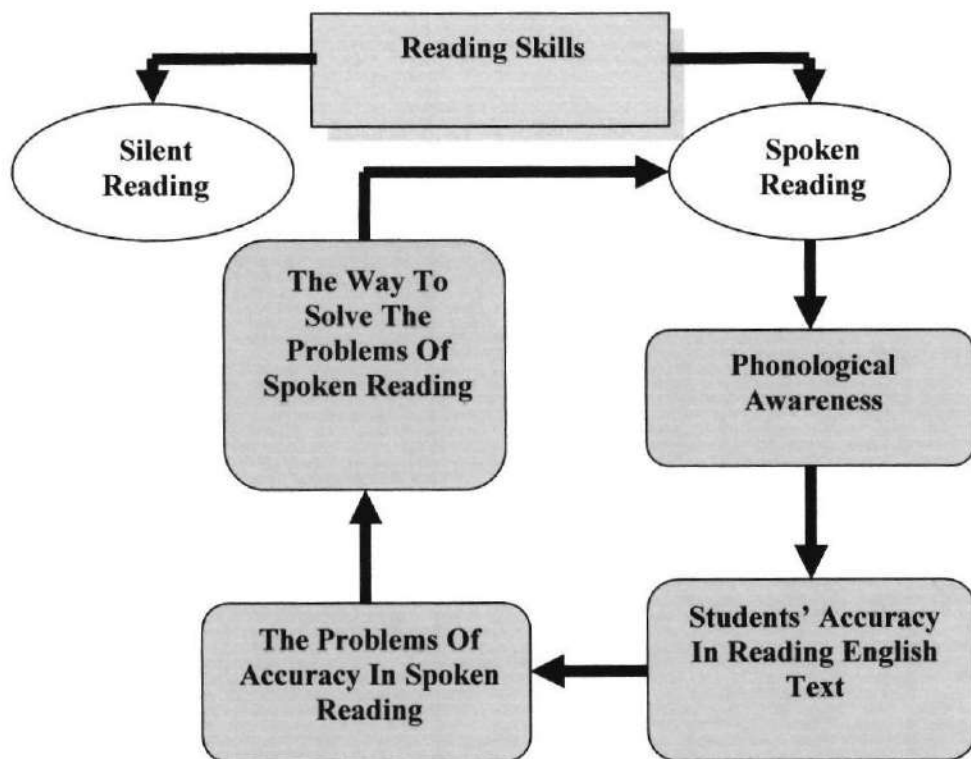 Reading Skills
Silent
Reading
Spoken
Reading
The Way To
Solve The
Problems Of
Spoken Reading
Phonological
Awareness
The Problems Of
Accuracy In Spoken
Reading
Students’ Accuracy
In Reading English
Text